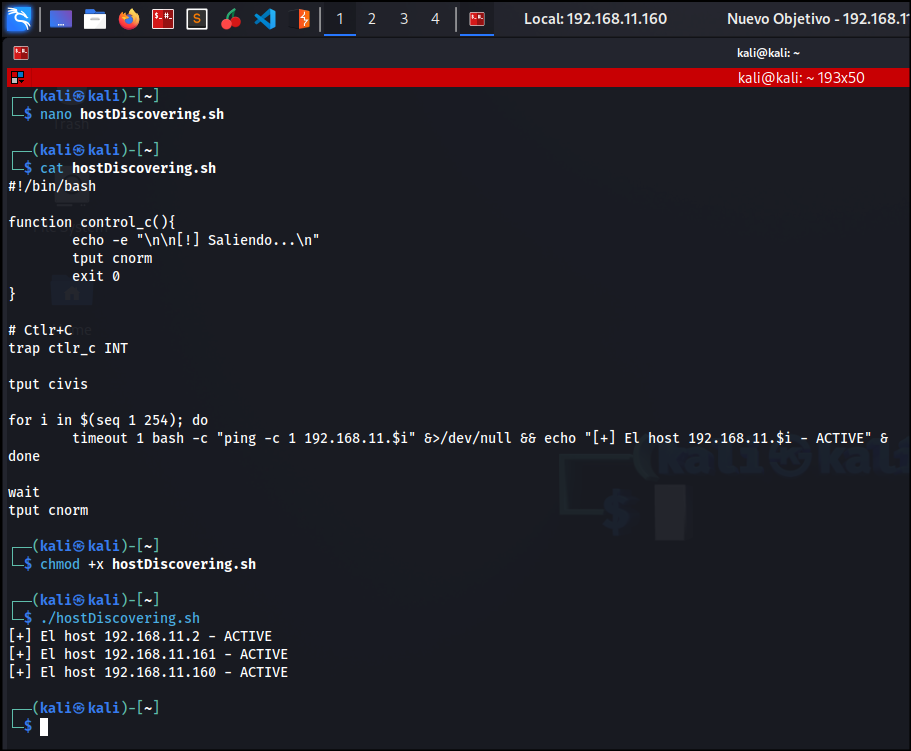 1 2 3 4 Local: 192.168.11.160 Nuevo Objetivo - 192.168.1
kali@kali: ~
kali@kali: ~ 193x50
┌──(kali㉿kali)-[~]
└─$ nano hostDiscovering.sh
┌──(kali㉿kali)-[~]
└─$ cat hostDiscovering.sh
#!/bin/bash
function control_c(){
echo -e "\n\n[!] Saliendo...\n"
tput cnorm
exit 0
}
# Ctlr+C
trap ctlr_c INT
tput civis
for i in $(seq 1 254); do
timeout 1 bash -c "ping -c 1 192.168.11.$i" &>/dev/null && echo "[+] El host 192.168.11.$i - ACTIVE" &
done
wait
tput cnorm
┌──(kali㉿kali)-[~]
└─$ chmod +x hostDiscovering.sh
┌──(kali㉿kali)-[~]
└─$ ./hostDiscovering.sh
[+] El host 192.168.11.2 - ACTIVE
[+] El host 192.168.11.161 - ACTIVE
[+] El host 192.168.11.160 - ACTIVE
┌──(kali㉿kali)-[~]
└─$